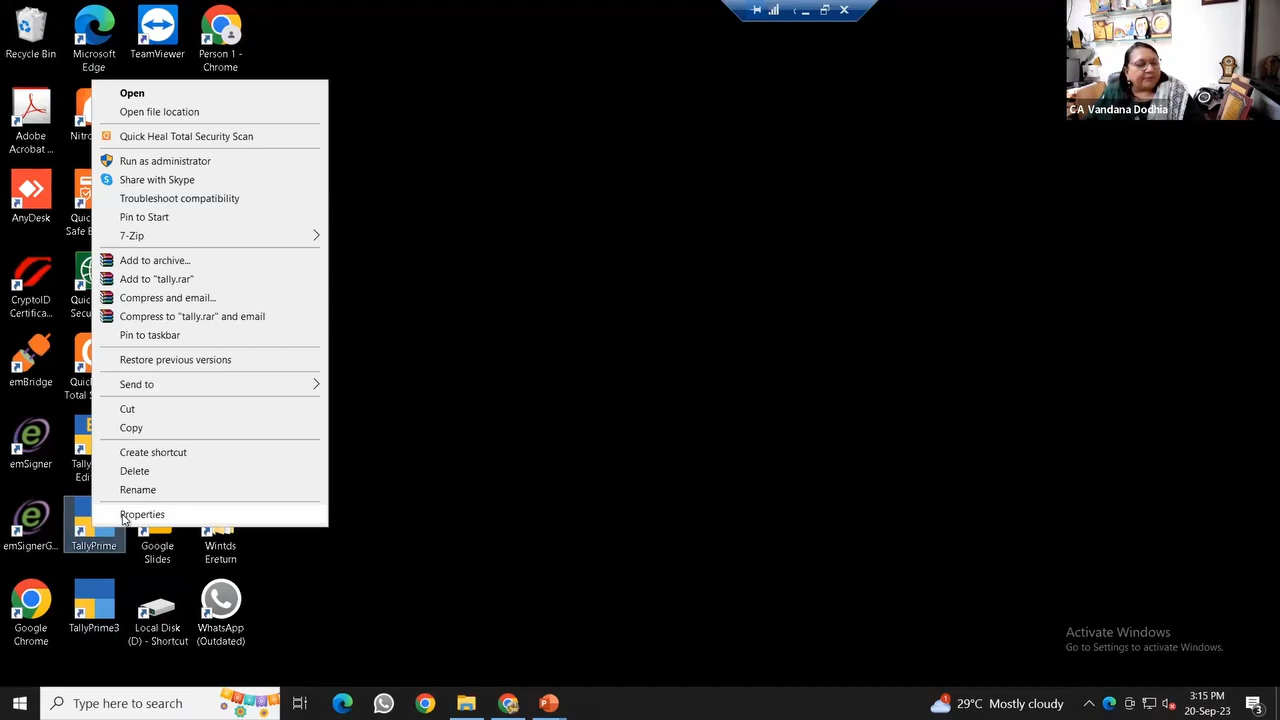 Recycle Bin
Microsoft
Edge
TeamViewer
Person 1 -
Chrome
Adobe
Acrobat ...
Nitro
AnyDesk
Quic
Safe E
CryptoID
Certifica...
Quic
Secu
emBridge
Quic
Total S
emSigner
Tally
Edi
emSignerG...
TallyPrime
Google
Slides
Wintds
Ereturn
Google
Chrome
TallyPrime3
Local Disk
(D) - Shortcut
WhatsApp
(Outdated)
Open
Open file location
Quick Heal Total Security Scan
Run as administrator
Share with Skype
Troubleshoot compatibility
Pin to Start
7-Zip
Add to archive...
Add to "tally.rar"
Compress and email...
Compress to "tally.rar" and email
Pin to taskbar
Restore previous versions
Send to
Cut
Copy
Create shortcut
Delete
Rename
Properties
CA Vandana Dodhia
Activate Windows
Go to Settings to activate Windows.
Type here to search
29°C Mostly cloudy
3:15 PM
20-Sep-23
3